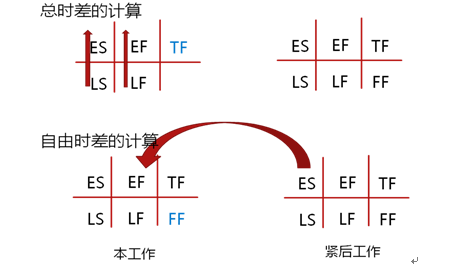 总时差的计算
ES EF TF ES EF TF
LS LF LS LF FF
自由时差的计算
ES EF TF ES EF TF
LS LF FF LS LF FF
本工作 紧后工作